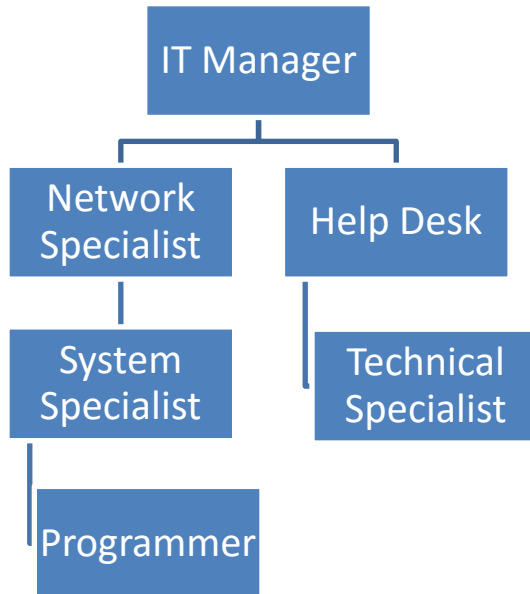 IT Manager
Network
Specialist
Help Desk
System
Specialist
Technical
Specialist
Programmer